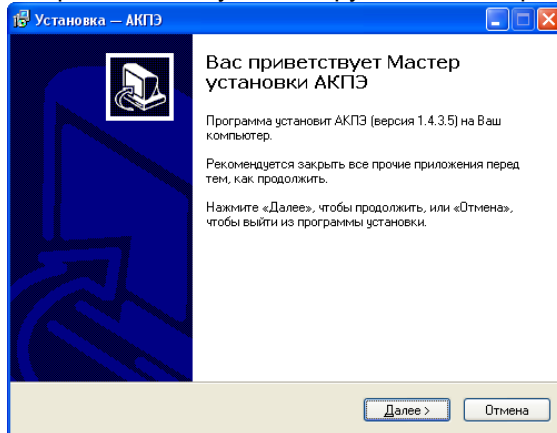 Установка — АКПЭ
Вас приветствует Мастер
установки АКПЭ
Программа установит АКПЭ (версия 1.4.3.5) на Ваш
компьютер.
Рекомендуется закрыть все прочие приложения перед
тем, как продолжить.
Нажмите «Далее», чтобы продолжить, или «Отмена»,
чтобы выйти из программы установки.
Далее >
Отмена